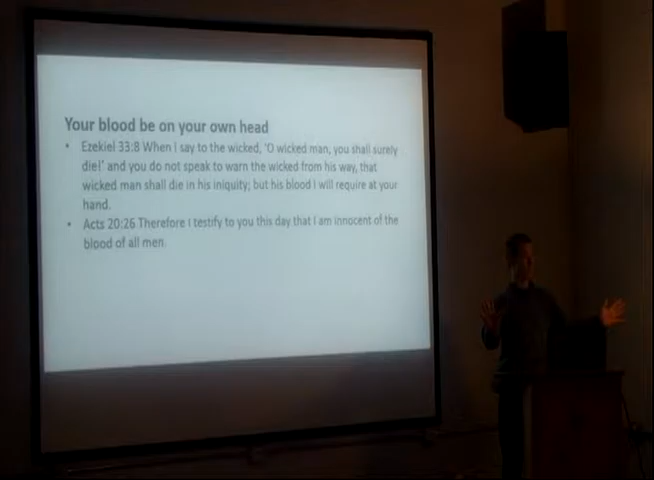 Your blood be on your own head
• Ezekiel 33:8 When I say to the wicked, 'O wicked man, you shall surely
die!' and you do not speak to warn the wicked from his way, that
wicked man shall die in his iniquity; but his blood I will require at your
hand.
• Acts 20:26 Therefore I testify to you this day that I am innocent of the
blood of all men.